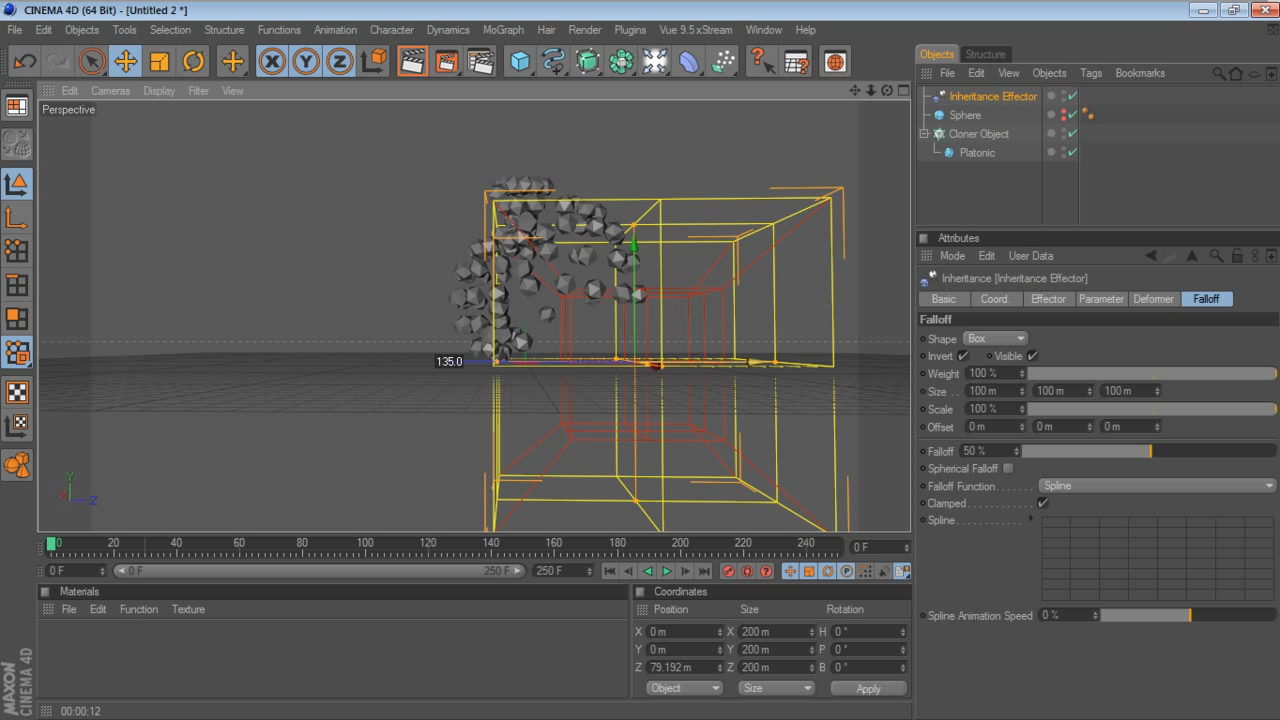 CINEMA 4D (64 Bit) - [Untitled 2 *]
File Edit Objects Tools Selection Structure Functions Animation Character Dynamics MoGraph Hair Render Plugins Vue 9.5 xStream Window Help
Edit Cameras Display Filter View
Perspective
135.0
Y
X
Z
0 20 40 60 80 100 120 140 160 180 200 220 240 0 F
0 F 0 F 250 F 250 F
Materials
File Edit Function Texture
Coordinates
Position Size Rotation
X 0 m X 200 m H 0 °
Y 0 m Y 200 m P 0 °
Z 79.192 m Z 200 m B 0 °
Object Size Apply
MAXON
CINEMA 4D
00:00:12
Objects Structure
File Edit View Objects Tags Bookmarks
Inheritance Effector
Sphere
Cloner Object
Platonic
Attributes
Mode Edit User Data
Inheritance [Inheritance Effector]
Basic Coord. Effector Parameter Deformer Falloff
Falloff
Shape Box
Invert Visible
Weight 100 %
Size . . 100 m 100 m 100 m
Scale 100 %
Offset 0 m 0 m 0 m
Falloff 50 %
Spherical Falloff
Falloff Function . . . . . . . Spline
Clamped
Spline
Spline Animation Speed 0 %